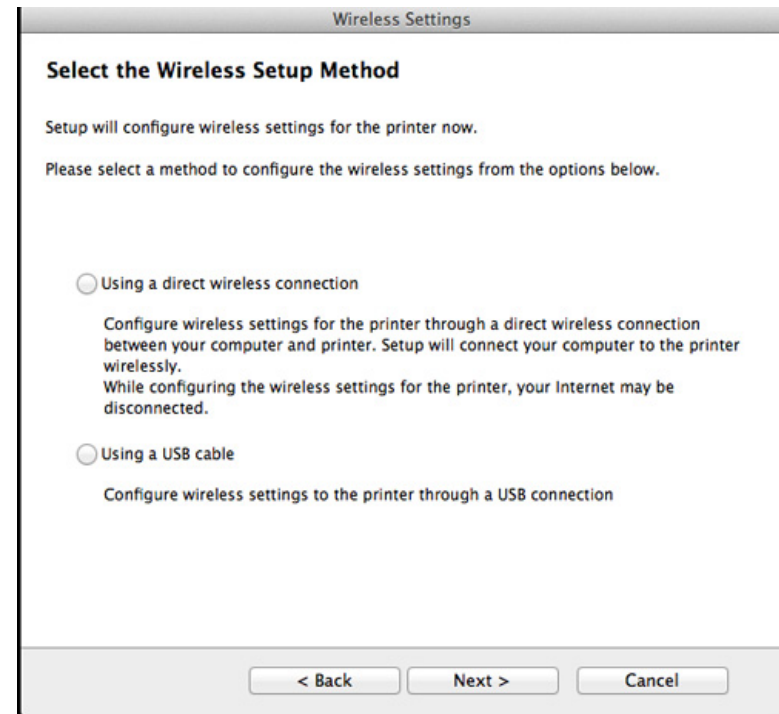 Wireless Settings
Select the Wireless Setup Method
Setup will configure wireless settings for the printer now.
Please select a method to configure the wireless settings from the options below.
Using a direct wireless connection
Configure wireless settings for the printer through a direct wireless connection
between your computer and printer. Setup will connect your computer to the printer
wirelessly.
While configuring the wireless settings for the printer, your Internet may be
disconnected.
Using a USB cable
Configure wireless settings to the printer through a USB connection
< Back Next > Cancel